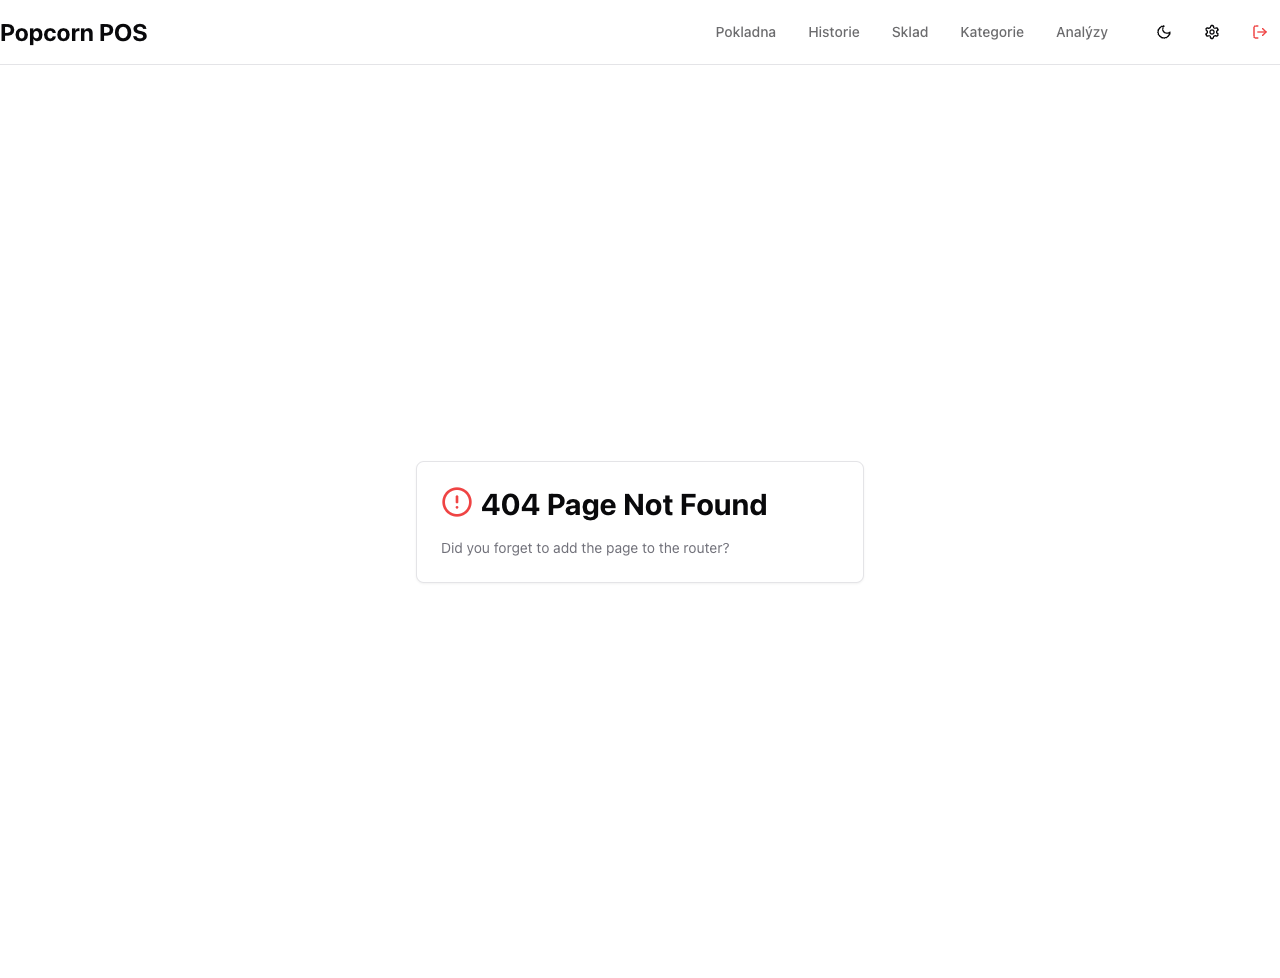 Popcorn POS
Pokladna Historie Sklad Kategorie Analýzy
404 Page Not Found
Did you forget to add the page to the router?